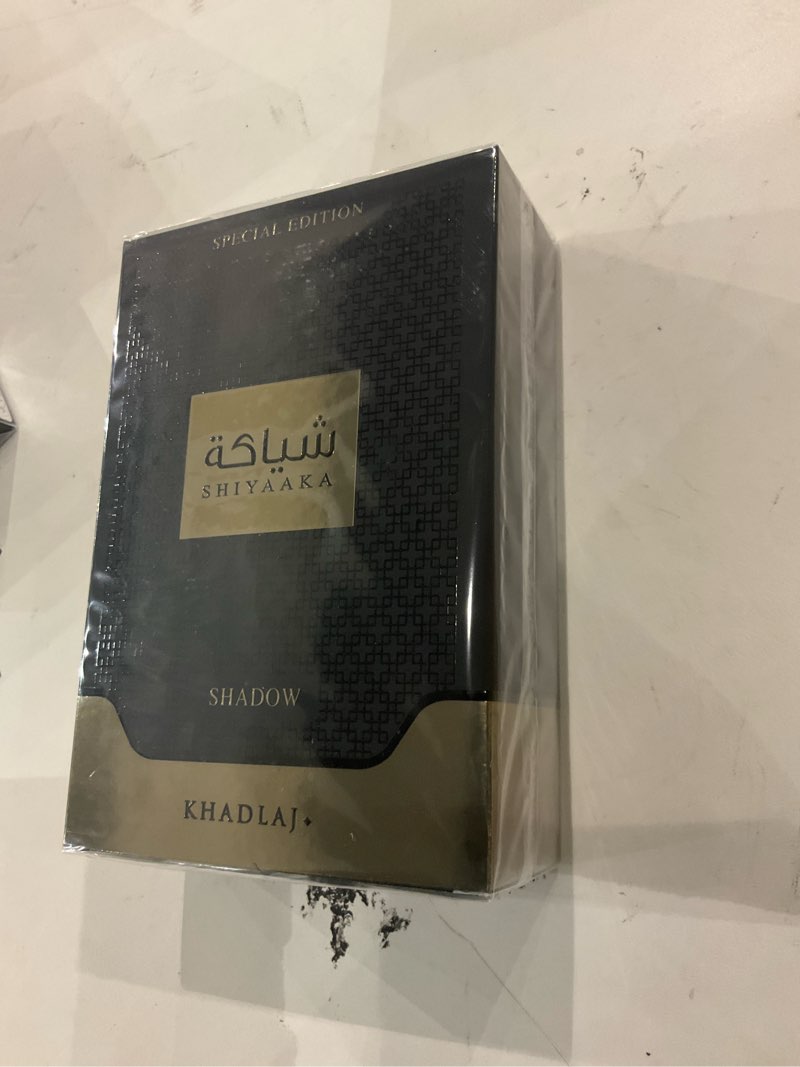 SPECIAL EDITION
شياكة
SHIYAAKA
SHADOW
KHADLAJ